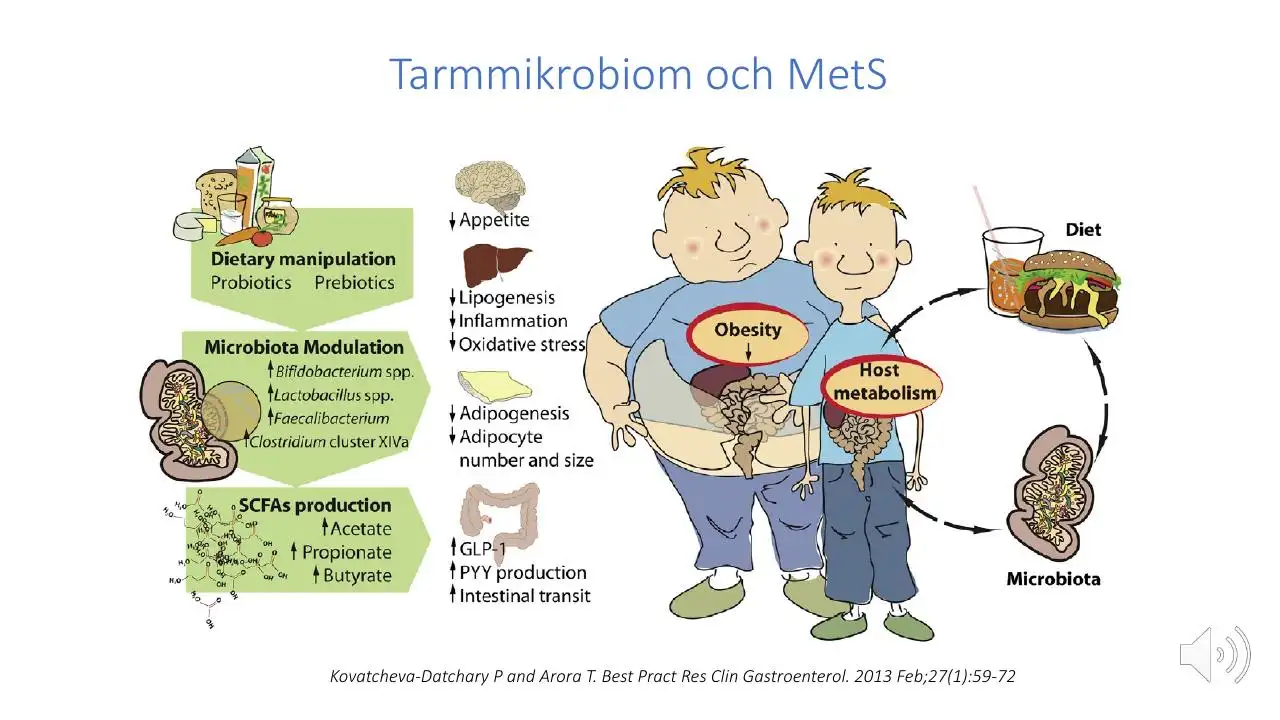 Tarmmikrobiom och MetS
Dietary manipulation
Probiotics Prebiotics
Microbiota Modulation
↑Bifidobacterium spp.
↑Lactobacillus spp.
↑Faecalibacterium
↑Clostridium cluster XIVa
SCFAs production
↑Acetate
↑Propionate
↑Butyrate
↓Appetite
↓Lipogenesis
↓Inflammation
↓Oxidative stress
↓Adipogenesis
↓Adipocyte
number and size
↑GLP-1
↑PYY production
↑Intestinal transit
Obesity
Host
metabolism
Diet
Microbiota
Kovatcheva-Datchary P and Arora T. Best Pract Res Clin Gastroenterol. 2013 Feb;27(1):59-72